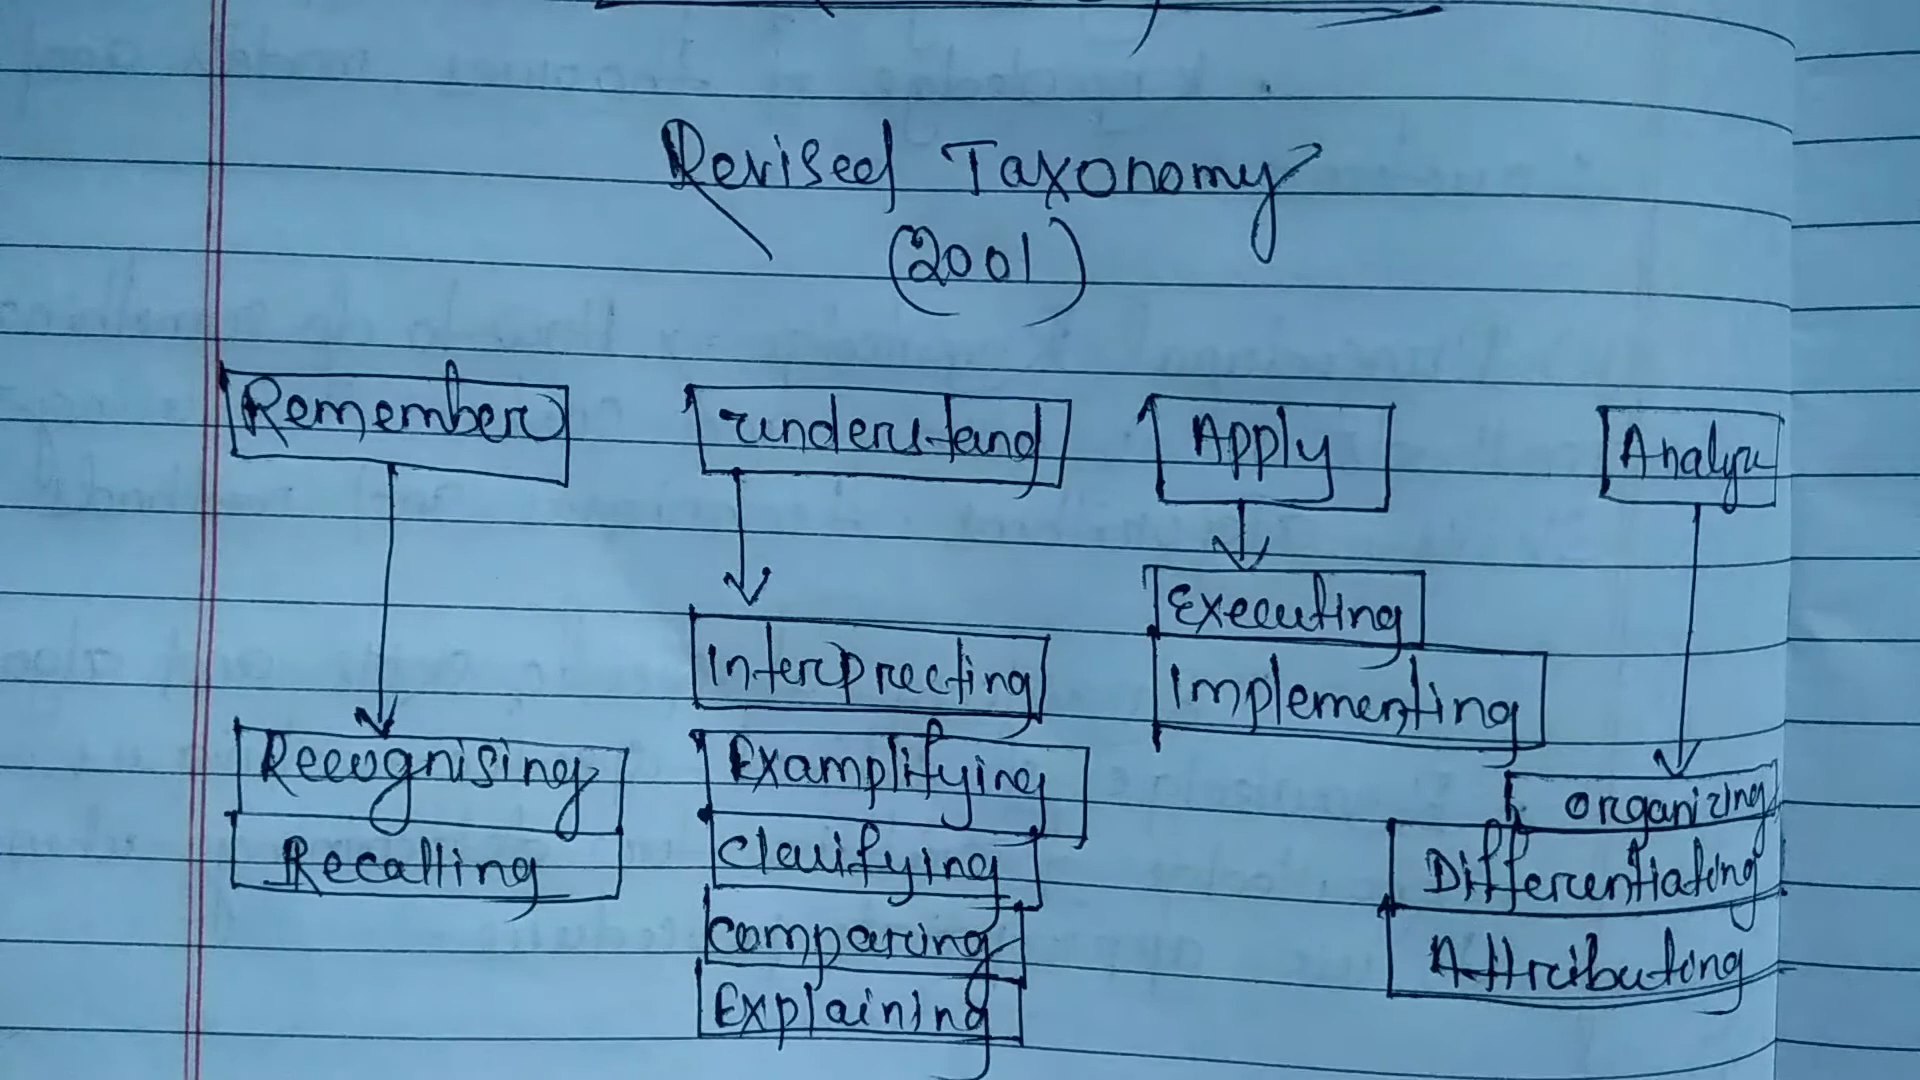 Revised Taxonomy
(2001)
Remember
understand
Apply
Analyze
Executing
Interpreting
Implementing
Recognising
Examplifying
organizing
Recalling
Clarifying
Differentiating
comparing
Attributing
Explaining